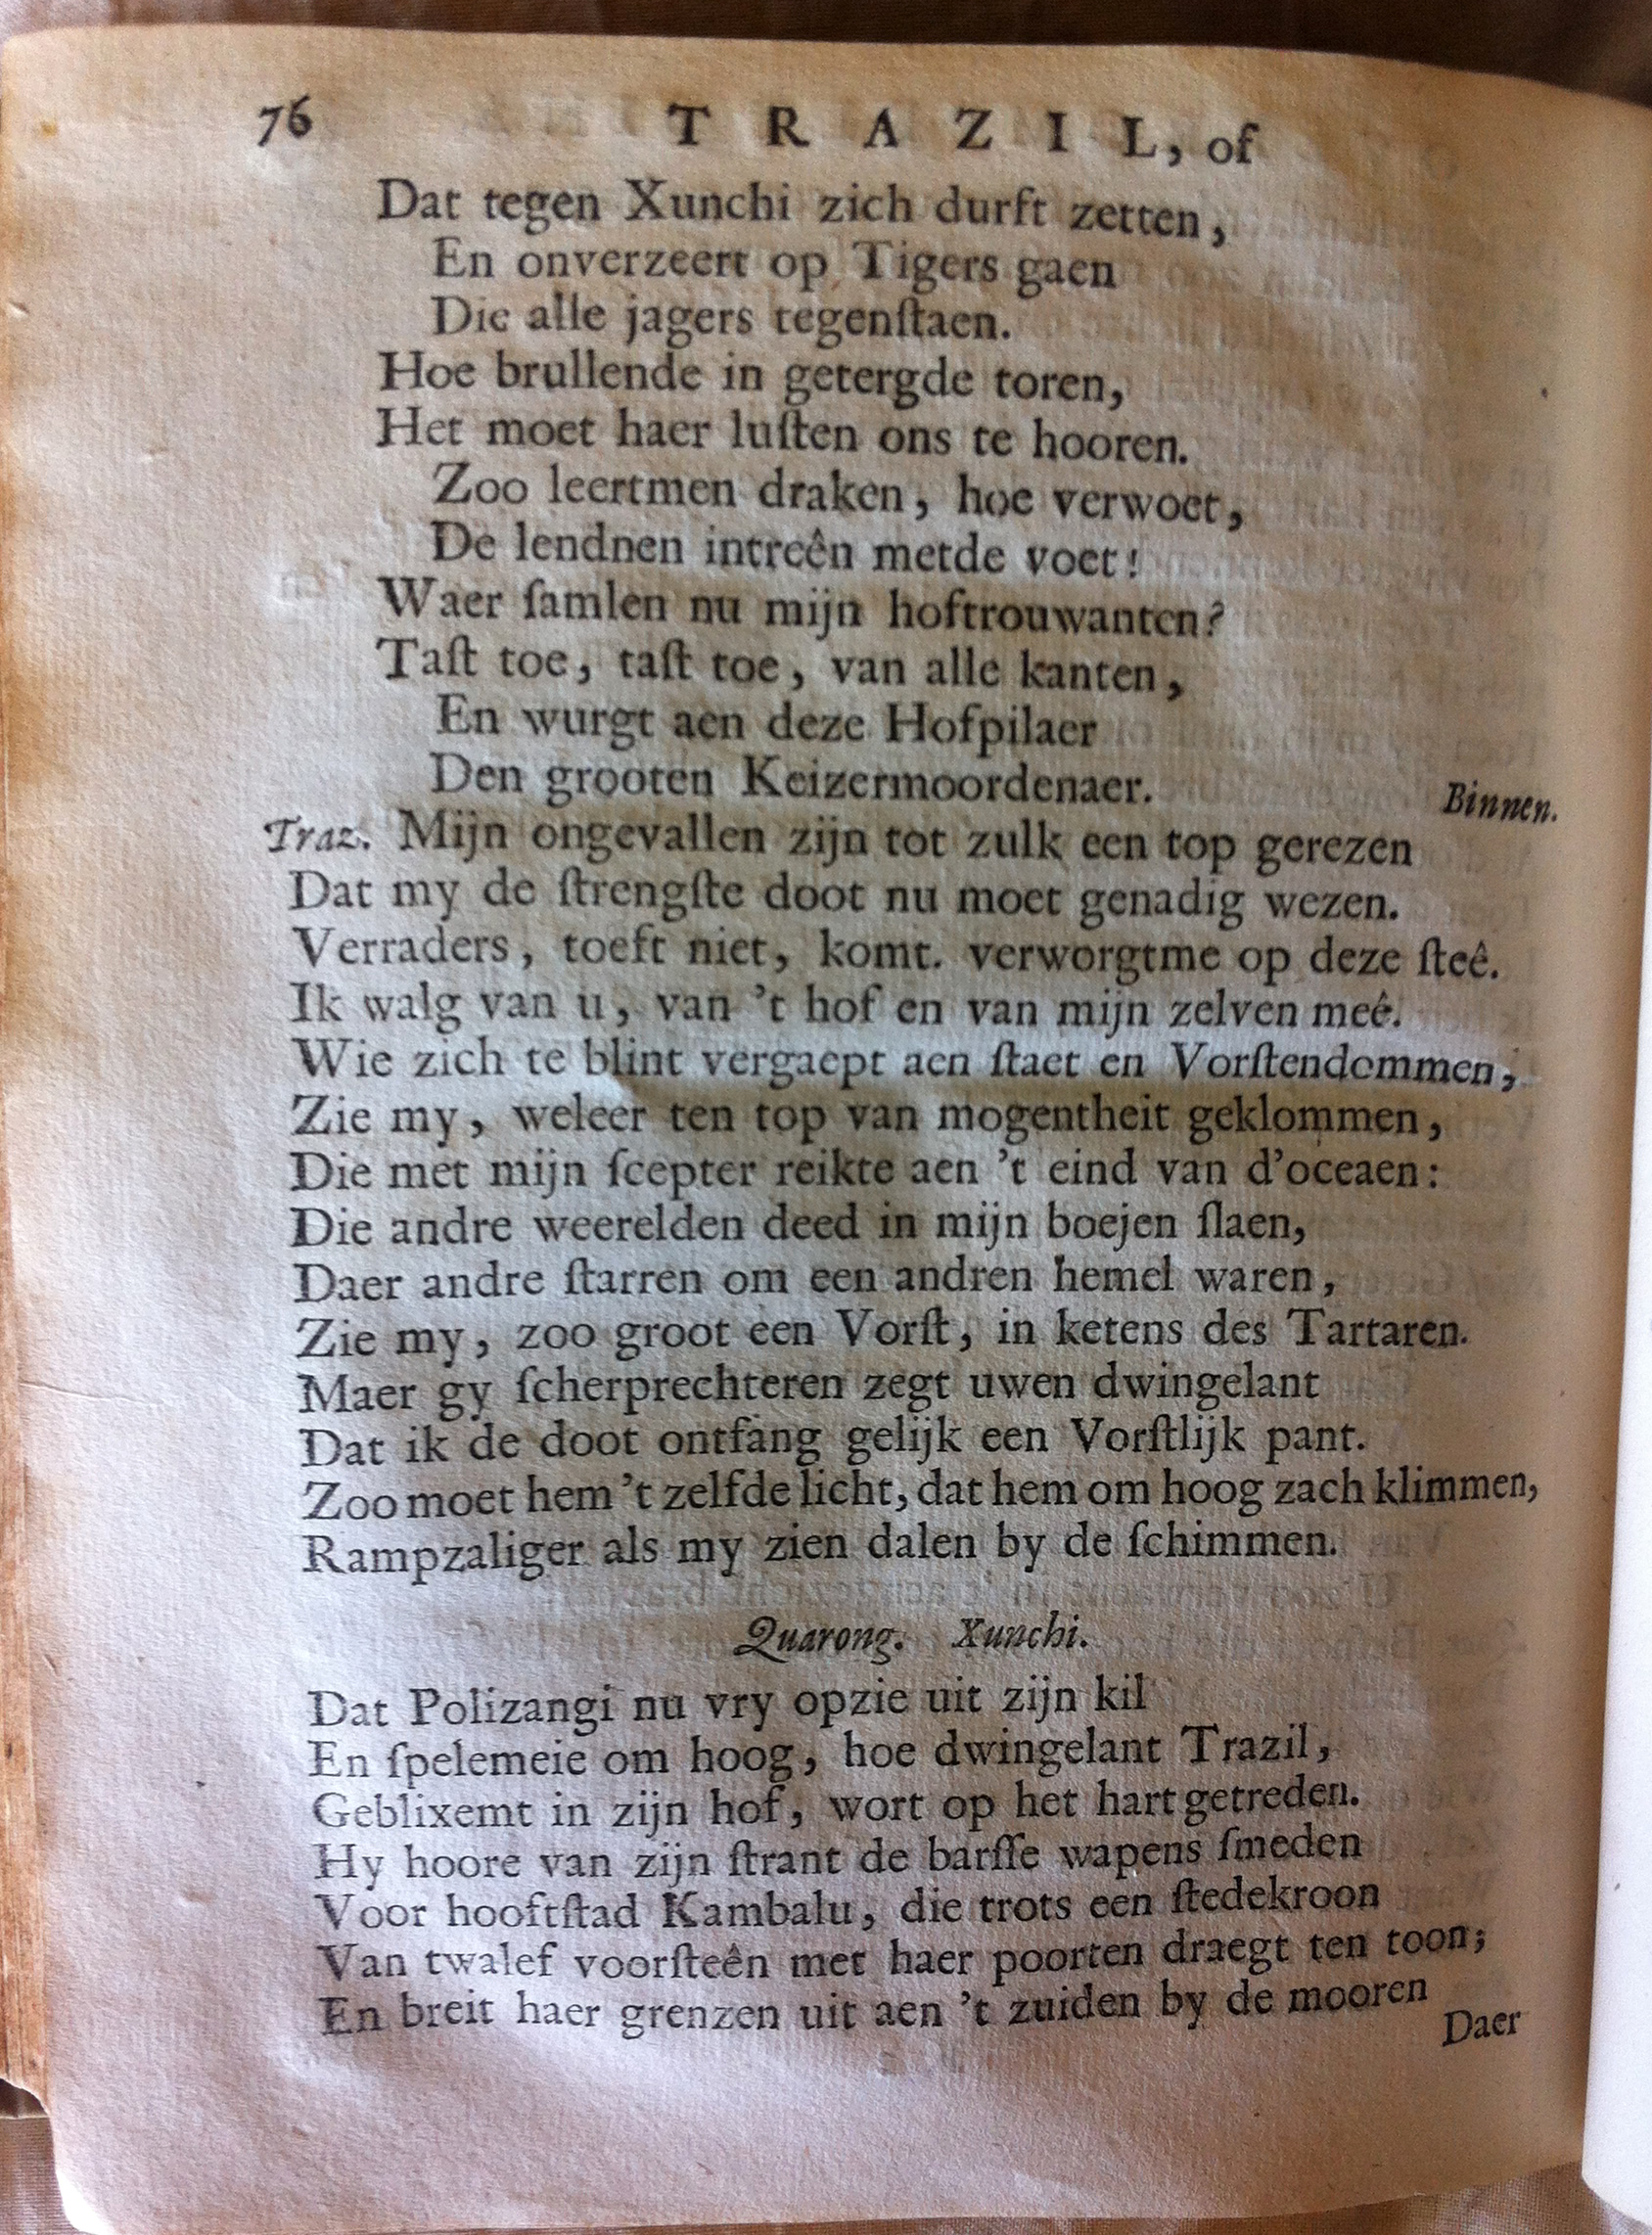 76 TRAZIL, of
Dat tegen Xunchi zich durft zetten,
En onverzeert op Tigers gaen
Die alle jagers tegenſtaen.
Hoe brullende in getergde toren,
Het moet haer luſten ons te hooren.
Zoo leertmen draken, hoe verwoet,
De lendnen intreên metde voet!
Waer ſamlen nu mijn hoftrouwanten?
Taſt toe, taſt toe, van alle kanten,
En wurgt aen deze Hofpilaer
Den grooten Keizermoordenaer.
Binnen.
Traz. Mijn ongevallen zijn tot zulk een top gerezen
Dat my de ſtrengſte doot nu moet genadig wezen.
Verraders, toeft niet, komt. verworgtme op deze ſteê.
Ik walg van u, van 't hof en van mijn zelven meê.
Wie zich te blint vergaept aen ſtaet en Vorſtendommen,
Zie my, weleer ten top van mogentheit geklommen,
Die met mijn ſcepter reikte aen 't eind van d'oceaen:
Die andre weerelden deed in mijn boejen ſlaen,
Daer andre ſtarren om een andren hemel waren,
Zie my, zoo groot een Vorſt, in ketens des Tartaren.
Maer gy ſcherprechteren zegt uwen dwingelant
Dat ik de doot ontfang gelijk een Vorſtlijk pant.
Zoo moet hem 't zelfde licht, dat hem om hoog zach klimmen,
Rampzaliger als my zien dalen by de ſchimmen.
Quarong. Xunchi.
Dat Polizangi nu vry opzie uit zijn kil
En ſpelemeie om hoog, hoe dwingelant Trazil,
Geblixemt in zijn hof, wort op het hart getreden.
Hy hoore van zijn ſtrant de barſſe wapens ſmeden
Voor hooftſtad Kambalu, die trots een ſtedekroon
Van twalef voorſteên met haer poorten draegt ten toon;
En breit haer grenzen uit aen 't zuiden by de mooren
Daer